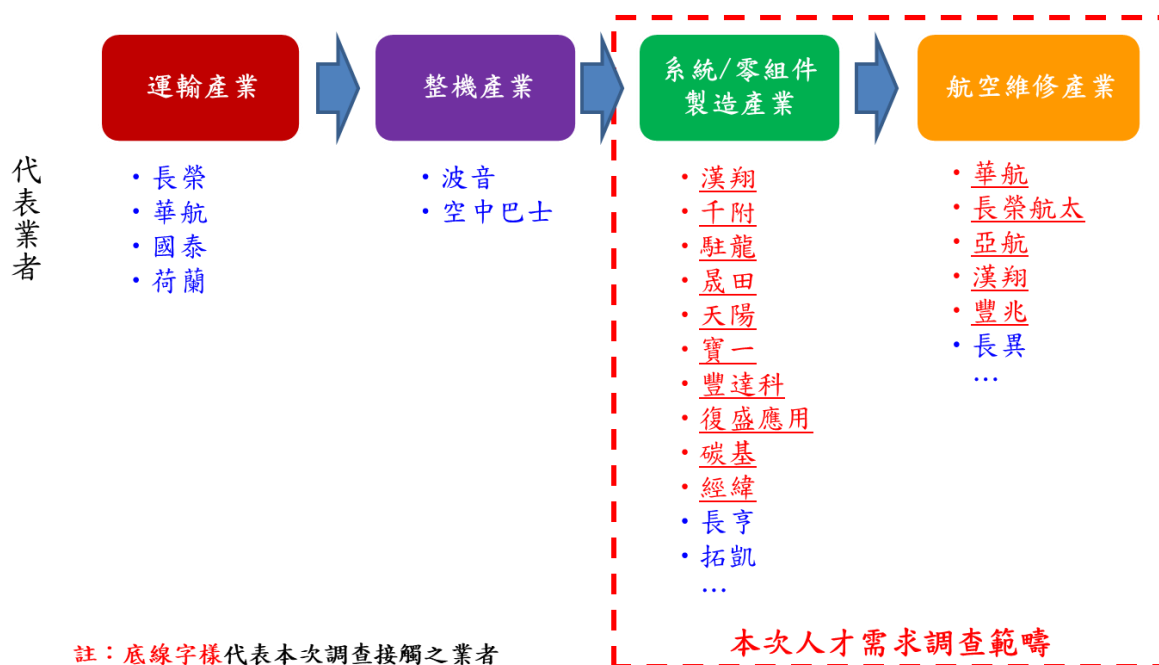 運輸產業
整機產業
系統/零組件
製造產業
航空維修產業
代表業者
・長榮
・華航
・國泰
・荷蘭
・波音
・空中巴士
・漢翔
・千附
・駐龍
・晟田
・天陽
・寶一
・豐達科
・復盛應用
・碳基
・經緯
・長亨
・拓凱
…
・華航
・長榮航太
・亞航
・漢翔
・豐兆
・長異
…
本次人才需求調查範疇
註：底線字樣代表本次調查接觸之業者